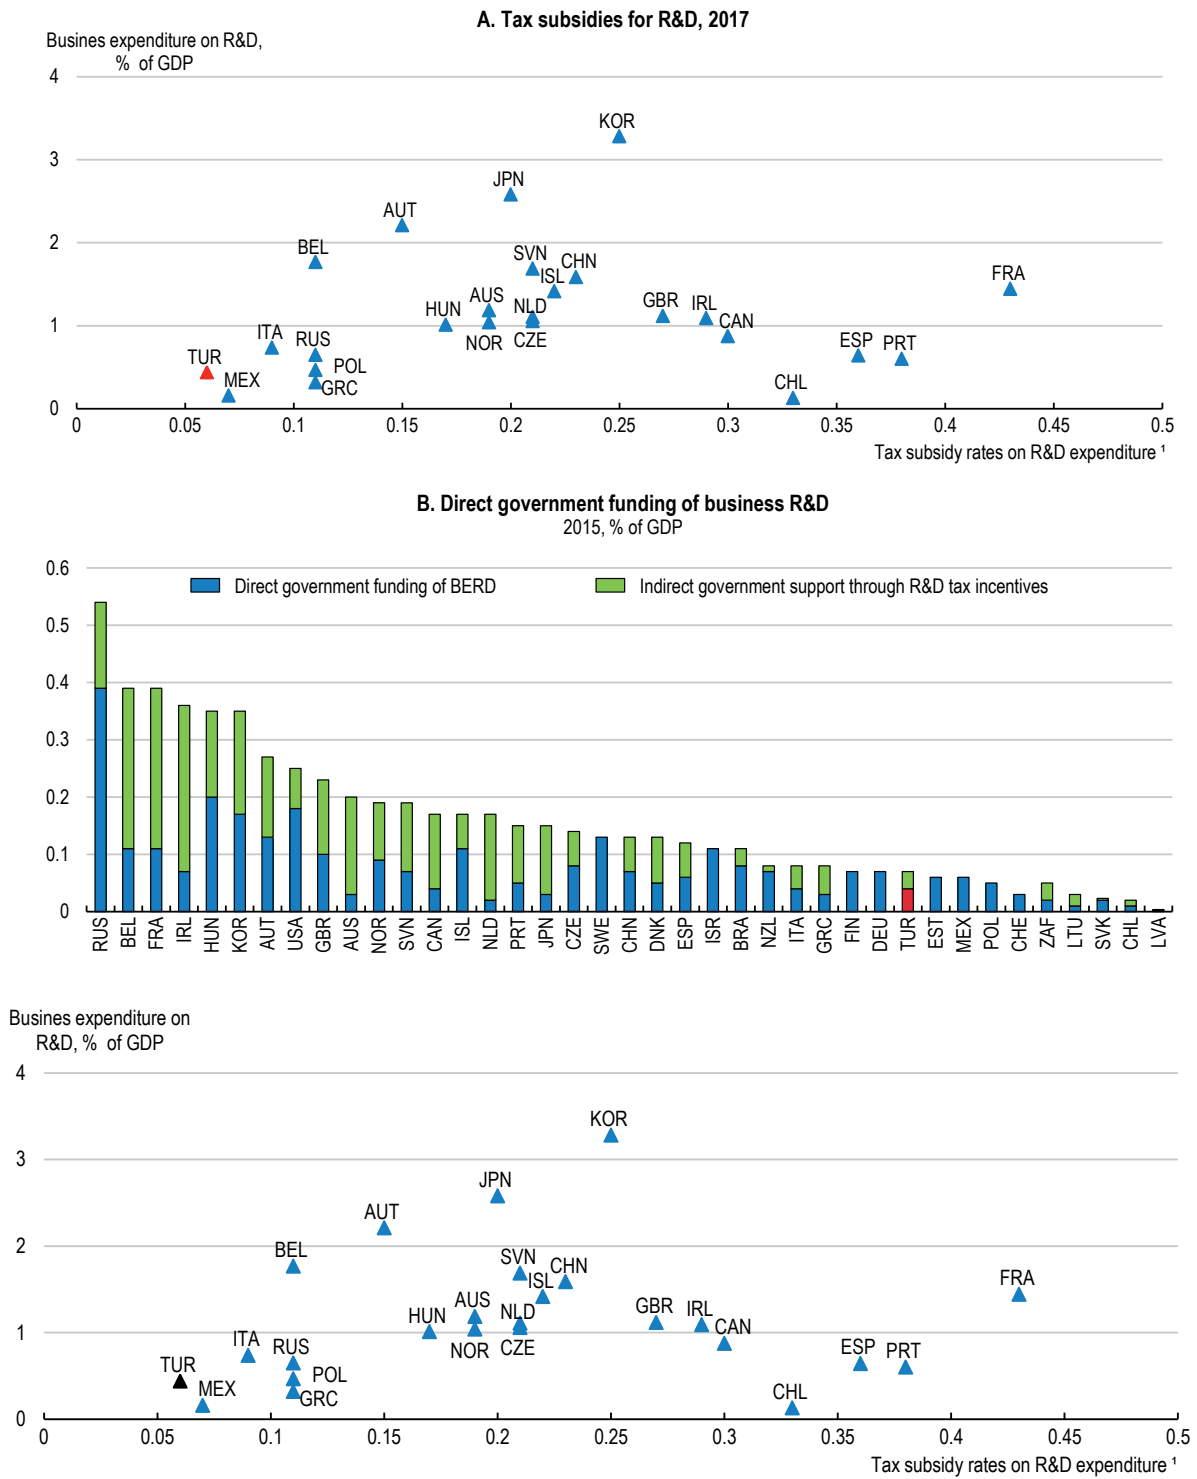 A. Tax subsidies for R&D, 2017
Busines expenditure on R&D,
% of GDP
4
KOR
3
JPN
AUT
2
BEL
SVN
CHN
ISL
FRA
HUN
AUS
NLD
GBR
IRL
1
CAN
NOR
CZE
ITA
RUS
ESP
PRT
TUR
POL
MEX
GRC
CHL
0
0 0.05 0.1 0.15 0.2 0.25 0.3 0.35 0.4 0.45 0.5
Tax subsidy rates on R&D expenditure ¹
B. Direct government funding of business R&D
2015, % of GDP
0.6
Direct government funding of BERD
Indirect government support through R&D tax incentives
0.5
0.4
0.3
0.2
0.1
0
RUS BEL FRA IRL HUN KOR AUT USA GBR AUS NOR SVN CAN ISL NLD PRT JPN CZE SWE CHN DNK ESP ISR BRA NZL ITA GRC FIN DEU TUR EST MEX POL CHE ZAF LTU SVK CHL LVA
Busines expenditure on
R&D, % of GDP
4
KOR
3
JPN
AUT
2
BEL
SVN
CHN
ISL
FRA
HUN
AUS
NLD
GBR
IRL
CAN
1
NOR
CZE
ITA
RUS
ESP
PRT
TUR
POL
MEX
GRC
CHL
0
0 0.05 0.1 0.15 0.2 0.25 0.3 0.35 0.4 0.45 0.5
Tax subsidy rates on R&D expenditure ¹